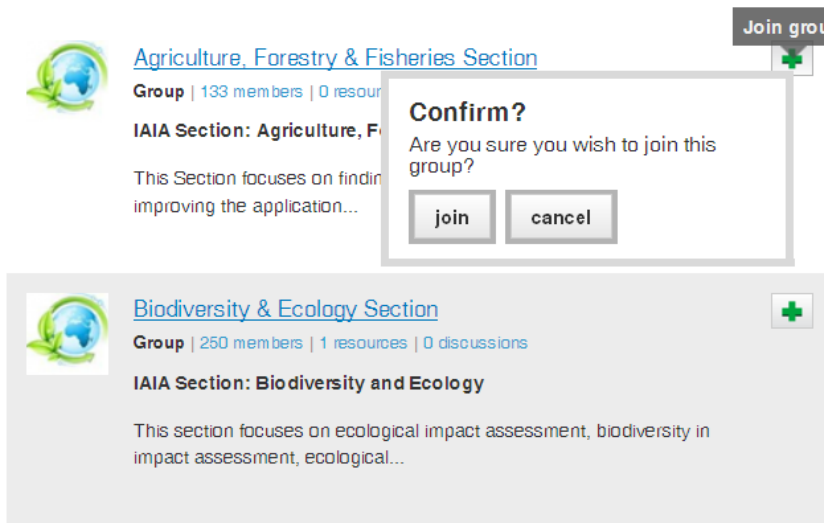 Join grou
Agriculture, Forestry & Fisheries Section
Group | 133 members | 0 resour
IAIA Section: Agriculture, F
This Section focuses on findin
improving the application...
Confirm?
Are you sure you wish to join this
group?
join cancel
Biodiversity & Ecology Section
Group | 250 members | 1 resources | 0 discussions
IAIA Section: Biodiversity and Ecology
This section focuses on ecological impact assessment, biodiversity in
impact assessment, ecological...